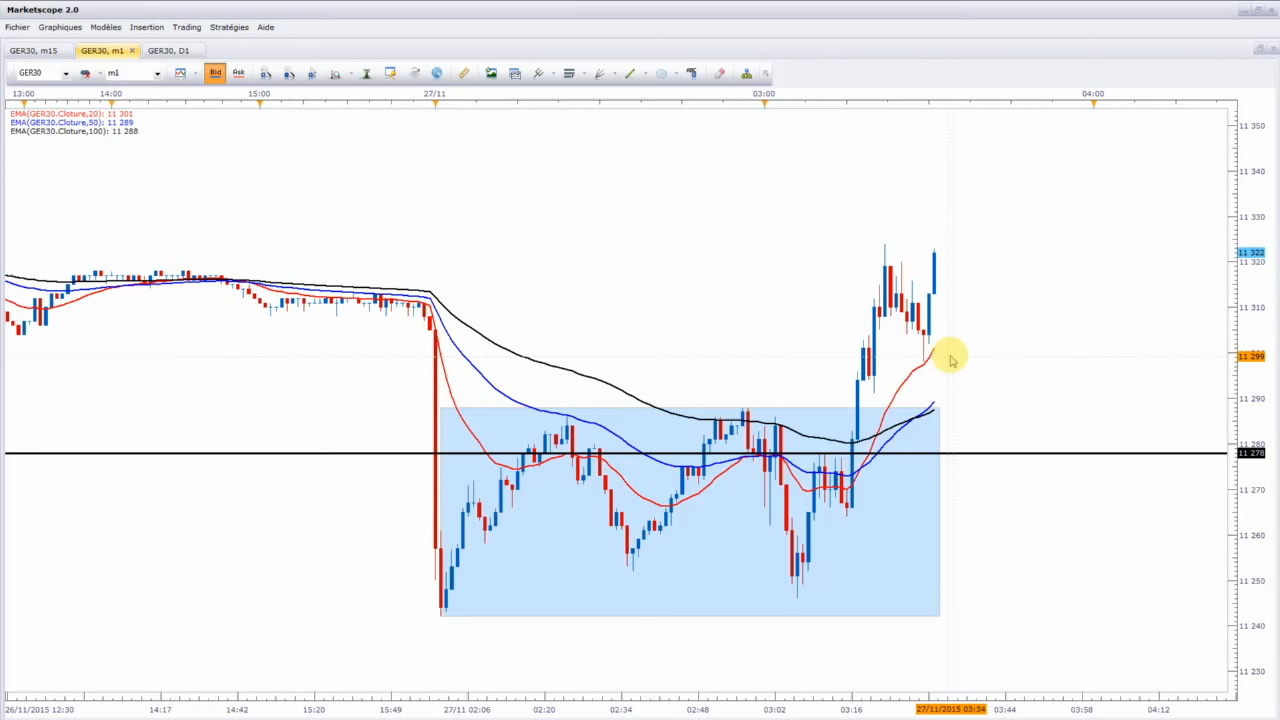 Marketscope 2.0
Fichier Graphiques Modèles Insertion Trading Stratégies Aide
GER30, m15 GER30, m1 GER30, D1
GER30 m1 Bid Ask
13:00 14:00 15:00 27/11 03:00 04:00
EMA(GER30.Cloture,20): 11 301
EMA(GER30.Cloture,50): 11 289
EMA(GER30.Cloture,100): 11 288
11 350
11 340
11 330
11 322
11 320
11 310
11 299
11 290
11 280
11 278
11 270
11 260
11 250
11 240
11 230
26/11/2015 12:30 14:17 14:42 15:20 15:49 27/11 02:06 02:20 02:34 02:48 03:02 03:16 27/11/2015 03:34 03:44 03:58 04:12